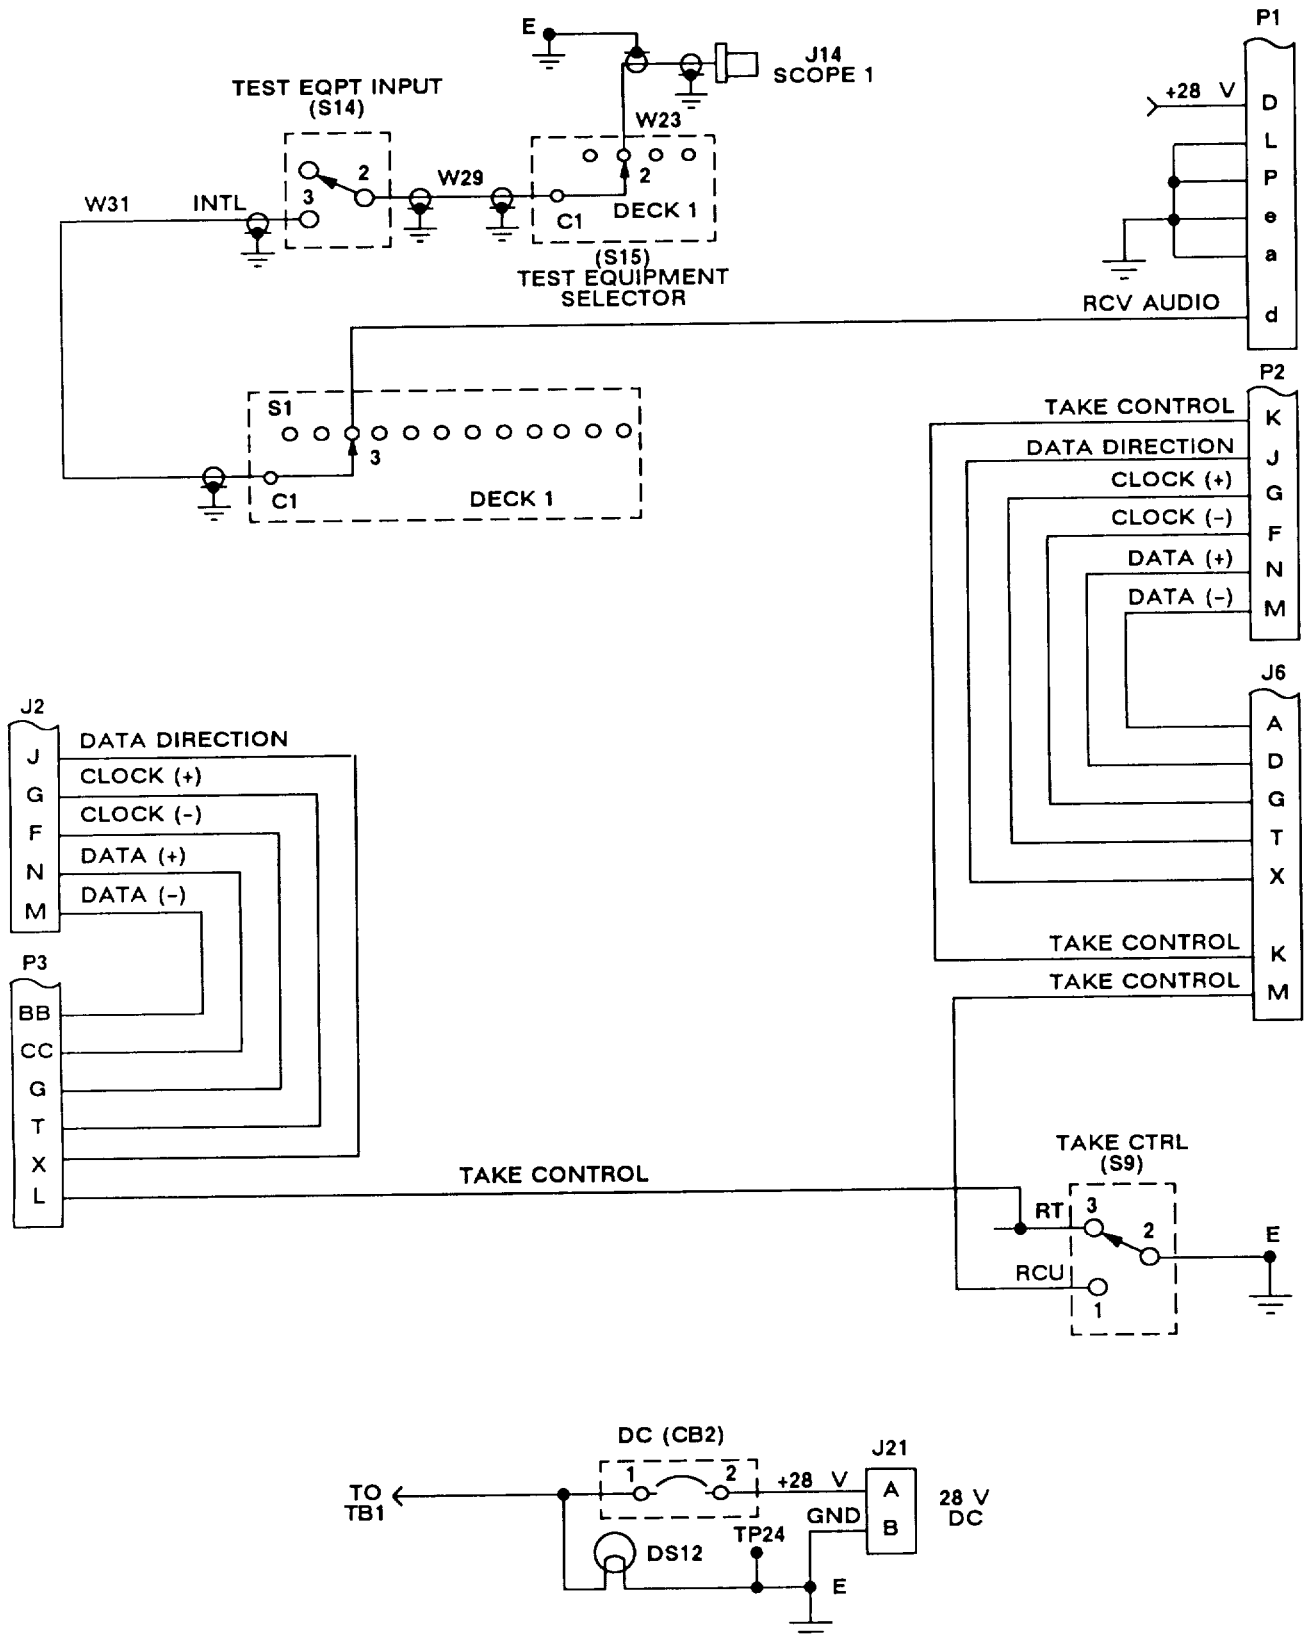 P1
E
J14
SCOPE 1
TEST EQPT INPUT
(S14)
+28 V
D
L
P
e
a
RCV AUDIO
d
W23
2
W29
2
3
C1
DECK 1
W31
INTL
(S15)
TEST EQUIPMENT
SELECTOR
S1
3
C1
DECK 1
P2
TAKE CONTROL
K
DATA DIRECTION
J
CLOCK (+)
G
CLOCK (-)
F
DATA (+)
N
DATA (-)
M
J6
A
D
G
T
X
TAKE CONTROL
K
TAKE CONTROL
M
J2
J
DATA DIRECTION
G
CLOCK (+)
F
CLOCK (-)
N
DATA (+)
M
DATA (-)
P3
BB
CC
G
T
X
L
TAKE CONTROL
TAKE CTRL
(S9)
RT
3
2
E
RCU
1
DC (CB2)
J21
TO
TB1
1
2
+28 V
A
GND
B
28 V
DC
TP24
DS12
E